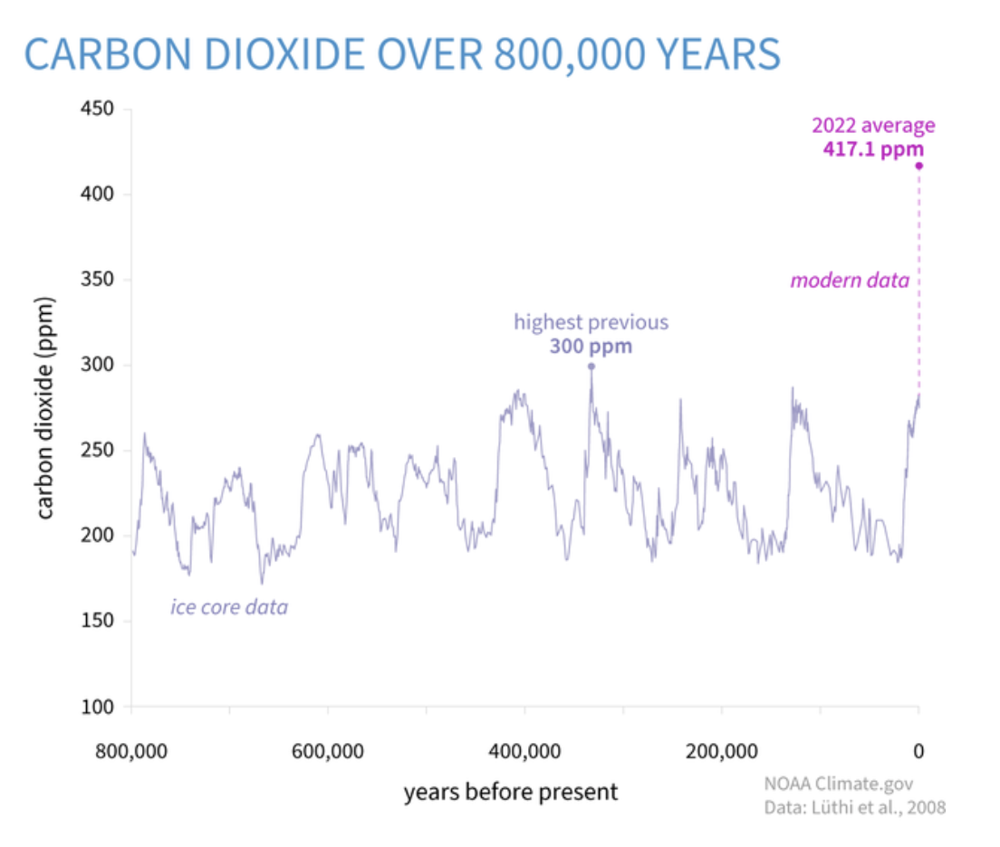 CARBON DIOXIDE OVER 800,000 YEARS
450
2022 average
417.1 ppm
400
350
modern data
highest previous
300 ppm
300
carbon dioxide (ppm)
250
200
ice core data
150
100
800,000 600,000 400,000 200,000 0
years before present
NOAA Climate.gov
Data: Lüthi et al., 2008